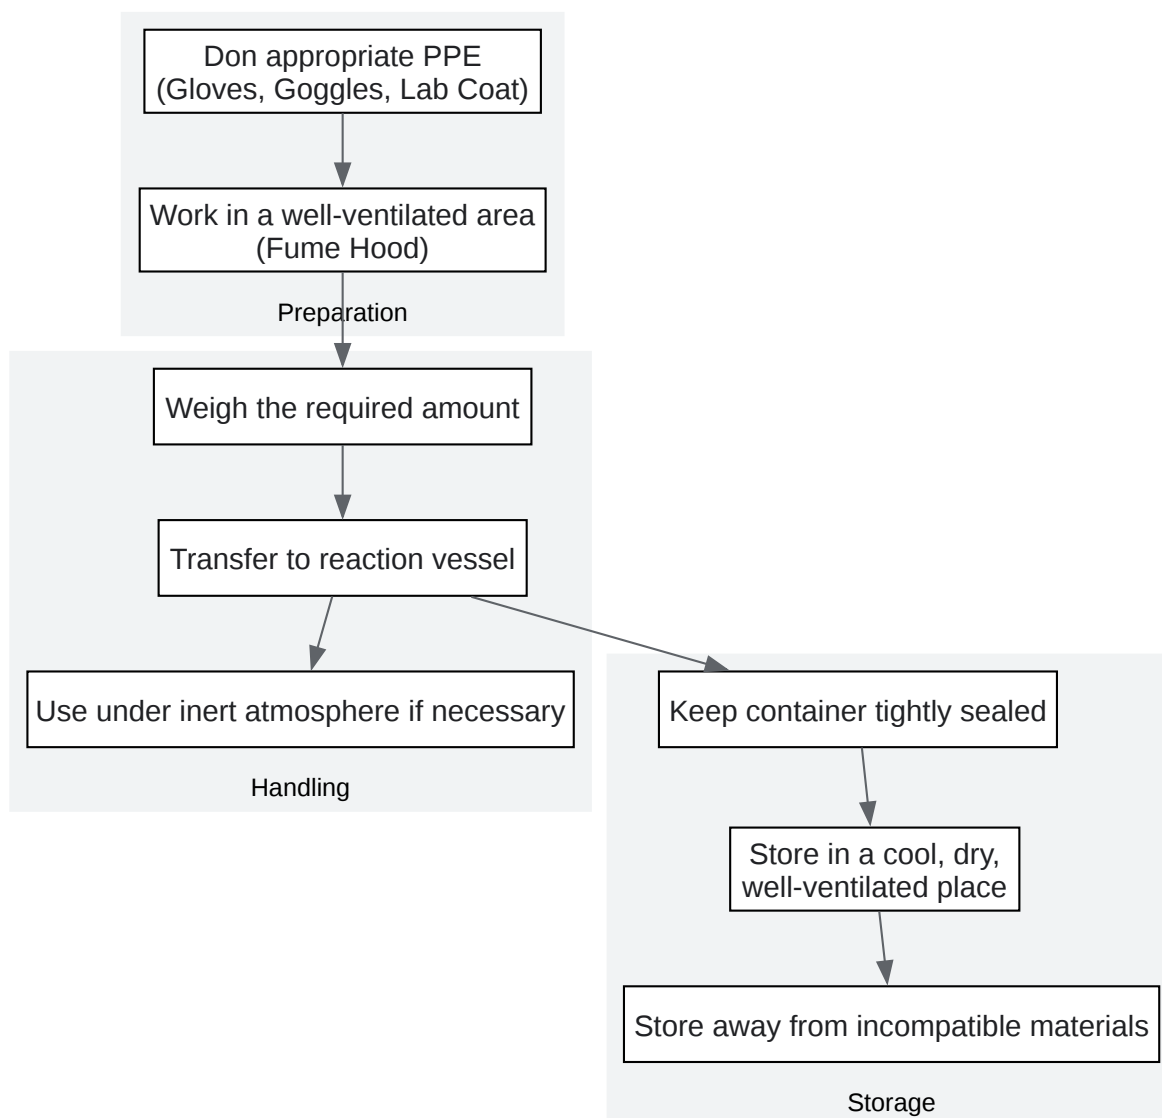 Don appropriate PPE
(Gloves, Goggles, Lab Coat)
Work in a well-ventilated area
(Fume Hood)
Preparation
Weigh the required amount
Transfer to reaction vessel
Use under inert atmosphere if necessary
Handling
Keep container tightly sealed
Store in a cool, dry,
well-ventilated place
Store away from incompatible materials
Storage